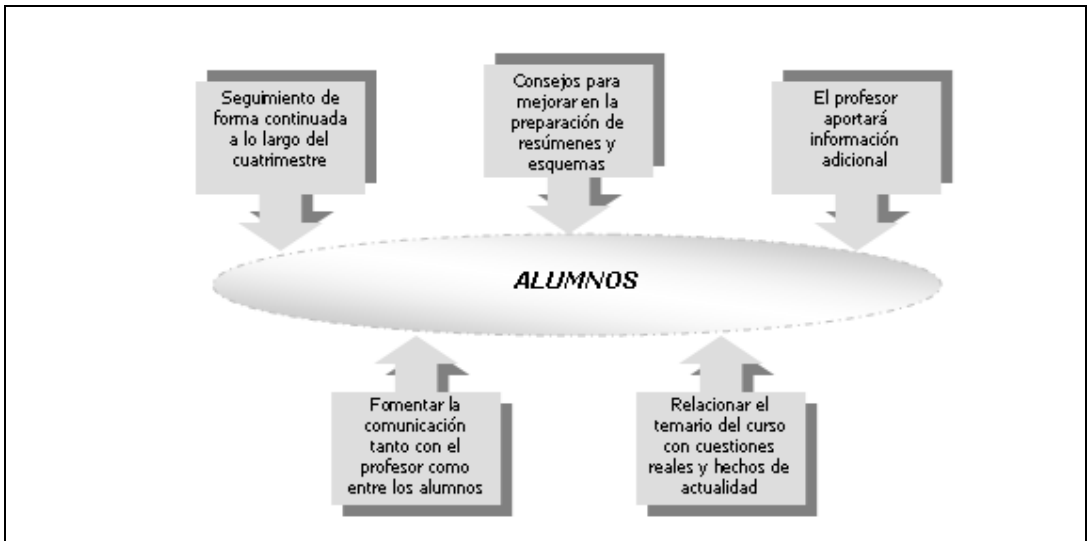 Seguimiento de
forma continuada
a lo largo del
cuatrimestre
Consejos para
mejorar en la
preparación de
resúmenes y
esquemas
El profesor
aportará
información
adicional
ALUMNOS
Fomentar la
comunicación
tanto con el
profesor como
entre los alumnos
Relacionar el
temario del curso
con cuestiones
reales y hechos de
actualidad